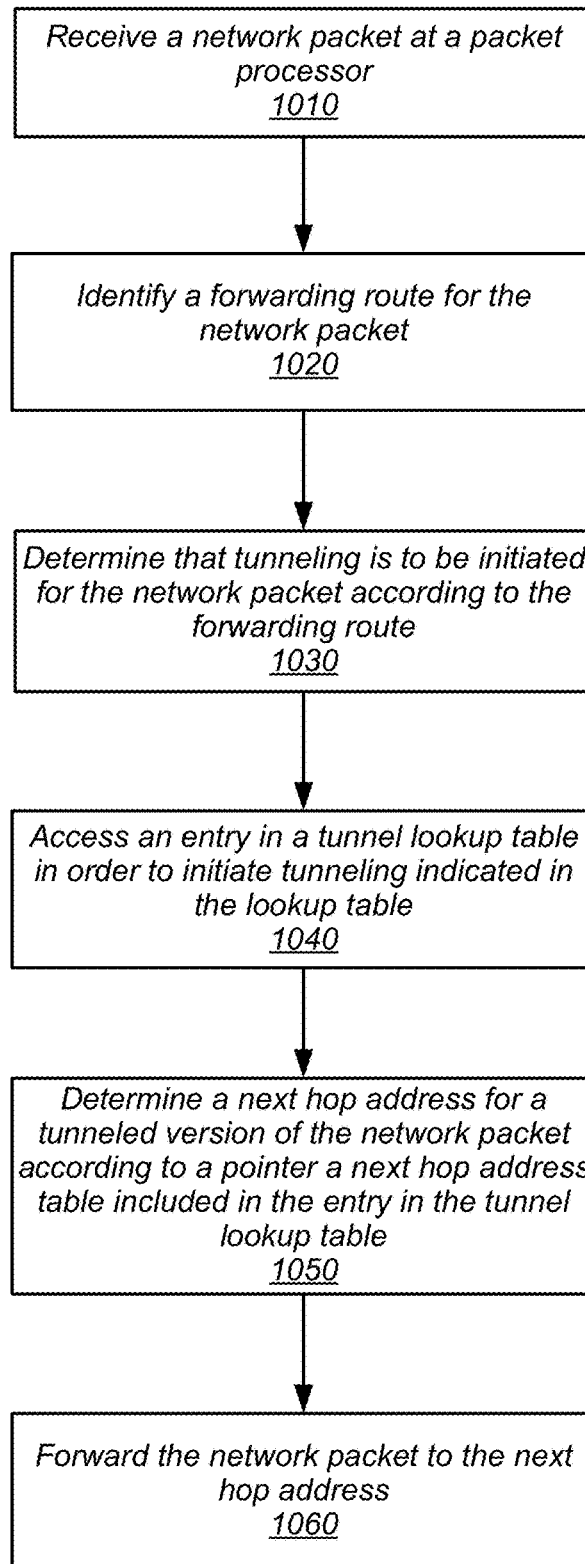 Receive a network packet at a packet
processor
1010
Identify a forwarding route for the
network packet
1020
Determine that tunneling is to be initiated
for the network packet according to the
forwarding route
1030
Access an entry in a tunnel lookup table
in order to initiate tunneling indicated in
the lookup table
1040
Determine a next hop address for a
tunneled version of the network packet
according to a pointer a next hop address
table included in the entry in the tunnel
lookup table
1050
Forward the network packet to the next
hop address
1060